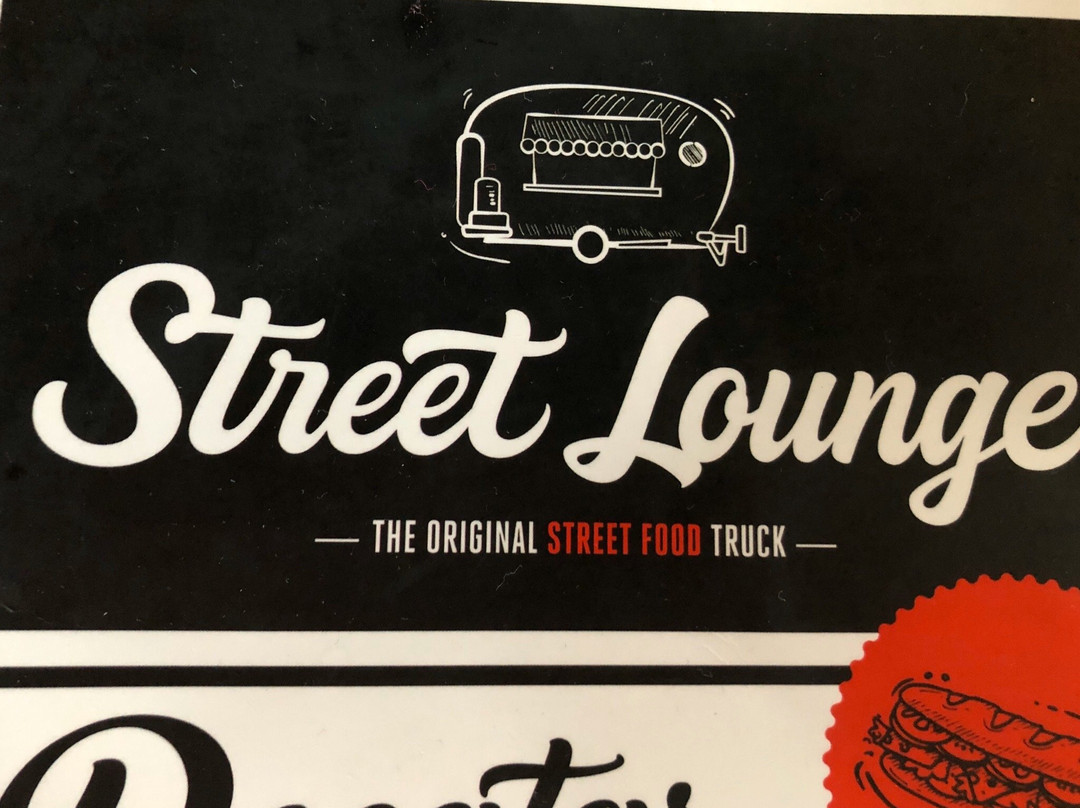 Street Lounge
— THE ORIGINAL STREET FOOD TRUCK —